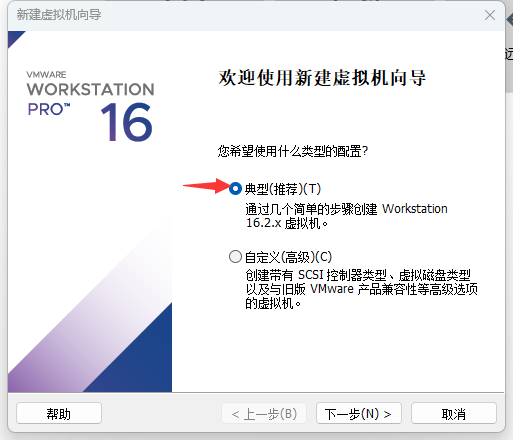 新建虚拟机向导
VMWARE
WORKSTATION
PRO™ 16
欢迎使用新建虚拟机向导
您希望使用什么类型的配置?
典型(推荐)(T)
通过几个简单的步骤创建 Workstation
16.2.x 虚拟机。
自定义(高级)(C)
创建带有 SCSI 控制器类型、虚拟磁盘类型
以及与旧版 VMware 产品兼容性等高级选项
的虚拟机。
帮助
< 上一步(B)
下一步(N) >
取消
远